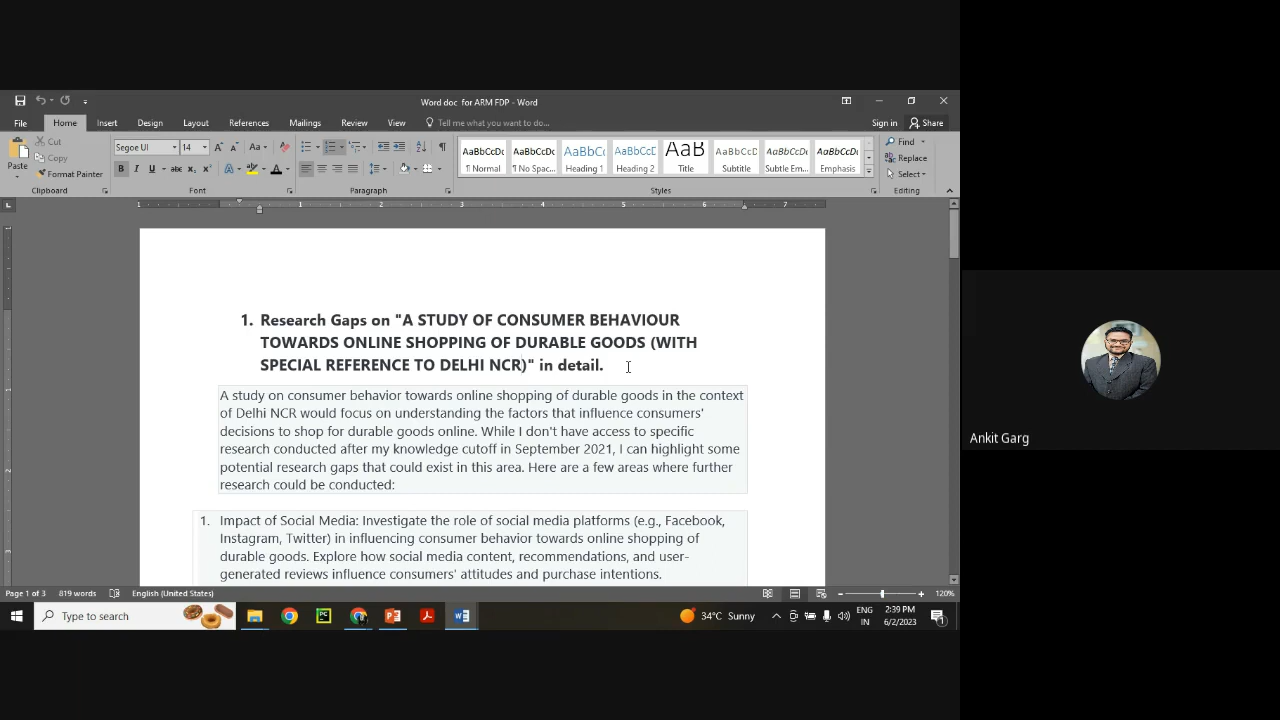 Word doc for ARM FDP - Word
File Home Insert Design Layout References Mailings Review View Tell me what you want to do... Sign in Share
Paste Cut Copy Format Painter
Segoe UI 14
AaBbCcDc AaBbCcDc AaBbCc AaBbCcC AaB AaBbCcC AaBbCcDc AaBbCcDc
¶ Normal ¶ No Spac... Heading 1 Heading 2 Title Subtitle Subtle Em... Emphasis
Find Replace Select
Clipboard Font Paragraph Styles Editing
1 1 2 3 4 5 6 7
1. Research Gaps on "A STUDY OF CONSUMER BEHAVIOUR
TOWARDS ONLINE SHOPPING OF DURABLE GOODS (WITH
SPECIAL REFERENCE TO DELHI NCR)" in detail.
A study on consumer behavior towards online shopping of durable goods in the context
of Delhi NCR would focus on understanding the factors that influence consumers'
decisions to shop for durable goods online. While I don't have access to specific
research conducted after my knowledge cutoff in September 2021, I can highlight some
potential research gaps that could exist in this area. Here are a few areas where further
research could be conducted:
1. Impact of Social Media: Investigate the role of social media platforms (e.g., Facebook,
Instagram, Twitter) in influencing consumer behavior towards online shopping of
durable goods. Explore how social media content, recommendations, and user-
generated reviews influence consumers' attitudes and purchase intentions.
Page 1 of 3 819 words English (United States) 120%
Type to search 34°C Sunny ENG IN 2:39 PM 6/2/2023
Ankit Garg